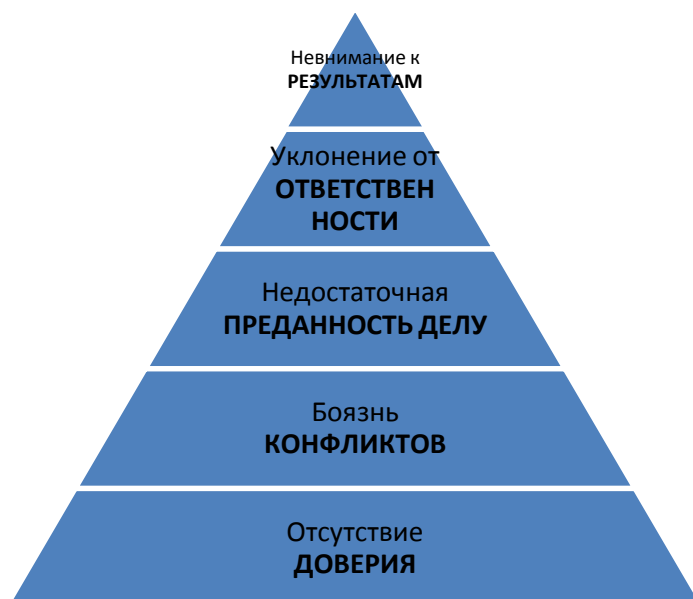 Невнимание к
РЕЗУЛЬТАТАМ
Уклонение от
ОТВЕТСТВЕН
НОСТИ
Недостаточная
ПРЕДАННОСТЬ ДЕЛУ
Боязнь
КОНФЛИКТОВ
Отсутствие
ДОВЕРИЯ